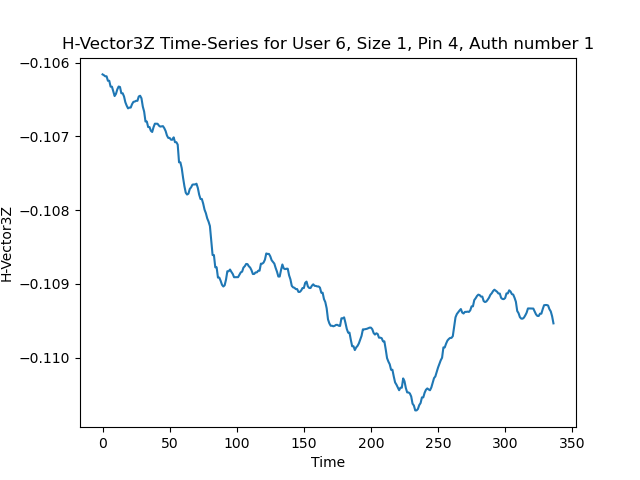 H-Vector3Z Time-Series for User 6, Size 1, Pin 4, Auth number 1
−0.106
−0.107
−0.108
−0.109
−0.110
H-Vector3Z
0 50 100 150 200 250 300 350
Time